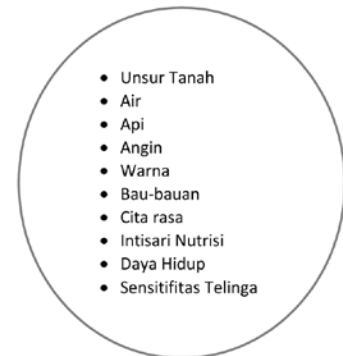 • Unsur Tanah
• Air
• Api
• Angin
• Warna
• Bau-bauan
• Cita rasa
• Intisari Nutrisi
• Daya Hidup
• Sensitifitas Telinga